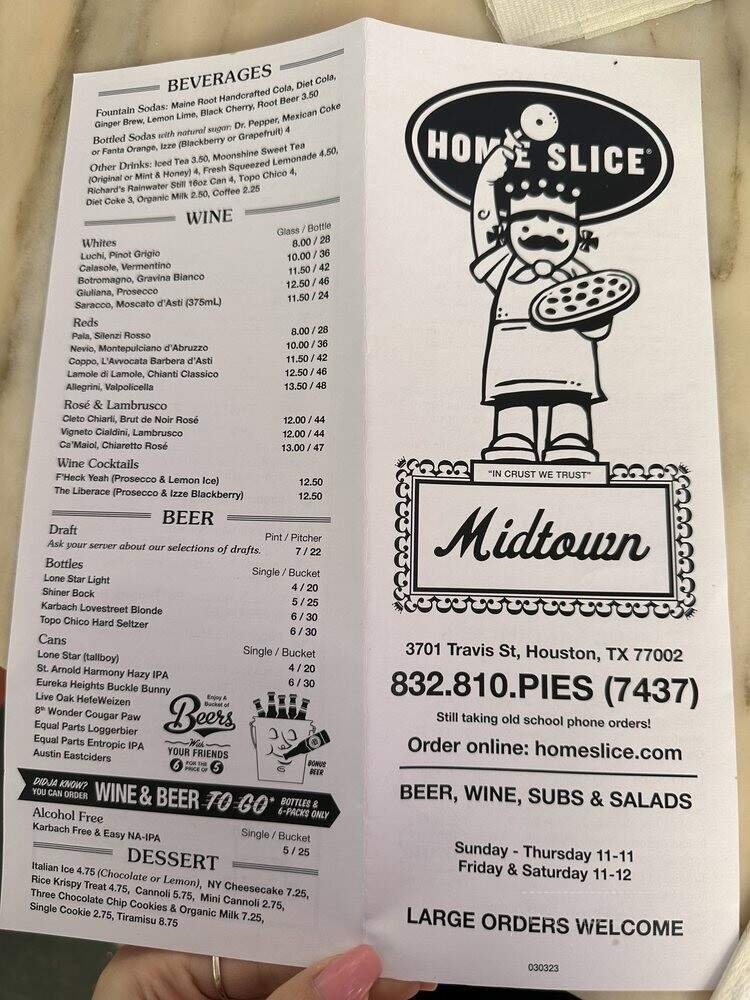 BEVERAGES
Fountain Sodas: Maine Root Handcrafted Cola, Diet Cola,
Ginger Brew, Lemon Lime, Black Cherry, Root Beer 3.50
Bottled Sodas with natural sugar: Dr. Pepper, Mexican Coke
or Fanta Orange, Izze (Blackberry or Grapefruit) 4
Other Drinks: Iced Tea 3.50, Moonshine Sweet Tea
(Original or Mint & Honey) 4, Fresh Squeezed Lemonade 4.50,
Richard's Rainwater Still 16oz Can 4, Topo Chico 4,
Diet Coke 3, Organic Milk 2.50, Coffee 2.25
WINE
Glass / Bottle
Whites
Luchi, Pinot Grigio 8.00 / 28
Calasole, Vermentino 10.00 / 36
Botromagno, Gravina Bianco 11.50 / 42
Giuliana, Prosecco 12.50 / 46
Saracco, Moscato d'Asti (375mL) 11.50 / 24
Reds
Pala, Silenzi Rosso 8.00 / 28
Nevio, Montepulciano d'Abruzzo 10.00 / 36
Coppo, L'Avvocata Barbera d'Asti 11.50 / 42
Lamole di Lamole, Chianti Classico 12.50 / 46
Allegrini, Valpolicella 13.50 / 48
Rosé & Lambrusco
Cleto Chiarli, Brut de Noir Rosé 12.00 / 44
Vigneto Cialdini, Lambrusco 12.00 / 44
Ca'Maiol, Chiaretto Rosé 13.00 / 47
Wine Cocktails
F'Heck Yeah (Prosecco & Lemon Ice) 12.50
The Liberace (Prosecco & Izze Blackberry) 12.50
BEER
Draft Pint / Pitcher
Ask your server about our selections of drafts. 7 / 22
Bottles Single / Bucket
Lone Star Light 4 / 20
Shiner Bock 5 / 25
Karbach Lovestreet Blonde 6 / 30
Topo Chico Hard Seltzer 6 / 30
Cans Single / Bucket
Lone Star (tallboy) 4 / 20
St. Arnold Harmony Hazy IPA 6 / 30
Eureka Heights Buckle Bunny
Live Oak HefeWeizen
8th Wonder Cougar Paw
Equal Parts Loggerbier
Equal Parts Entropic IPA
Austin Eastciders
Enjoy A
Bucket of
Beers
With
YOUR FRIENDS
6 FOR THE PRICE OF 5
BONUS
BEER
DIDJA KNOW?
YOU CAN ORDER
WINE & BEER TO GO*
BOTTLES &
6-PACKS ONLY
Alcohol Free Single / Bucket
Karbach Free & Easy NA-IPA 5 / 25
DESSERT
Italian Ice 4.75 (Chocolate or Lemon), NY Cheesecake 7.25,
Rice Krispy Treat 4.75, Cannoli 5.75, Mini Cannoli 2.75,
Three Chocolate Chip Cookies & Organic Milk 7.25,
Single Cookie 2.75, Tiramisu 8.75
HOME SLICE®
"IN CRUST WE TRUST"
Midtown
3701 Travis St, Houston, TX 77002
832.810.PIES (7437)
Still taking old school phone orders!
Order online: homeslice.com
BEER, WINE, SUBS & SALADS
Sunday - Thursday 11-11
Friday & Saturday 11-12
LARGE ORDERS WELCOME
030323